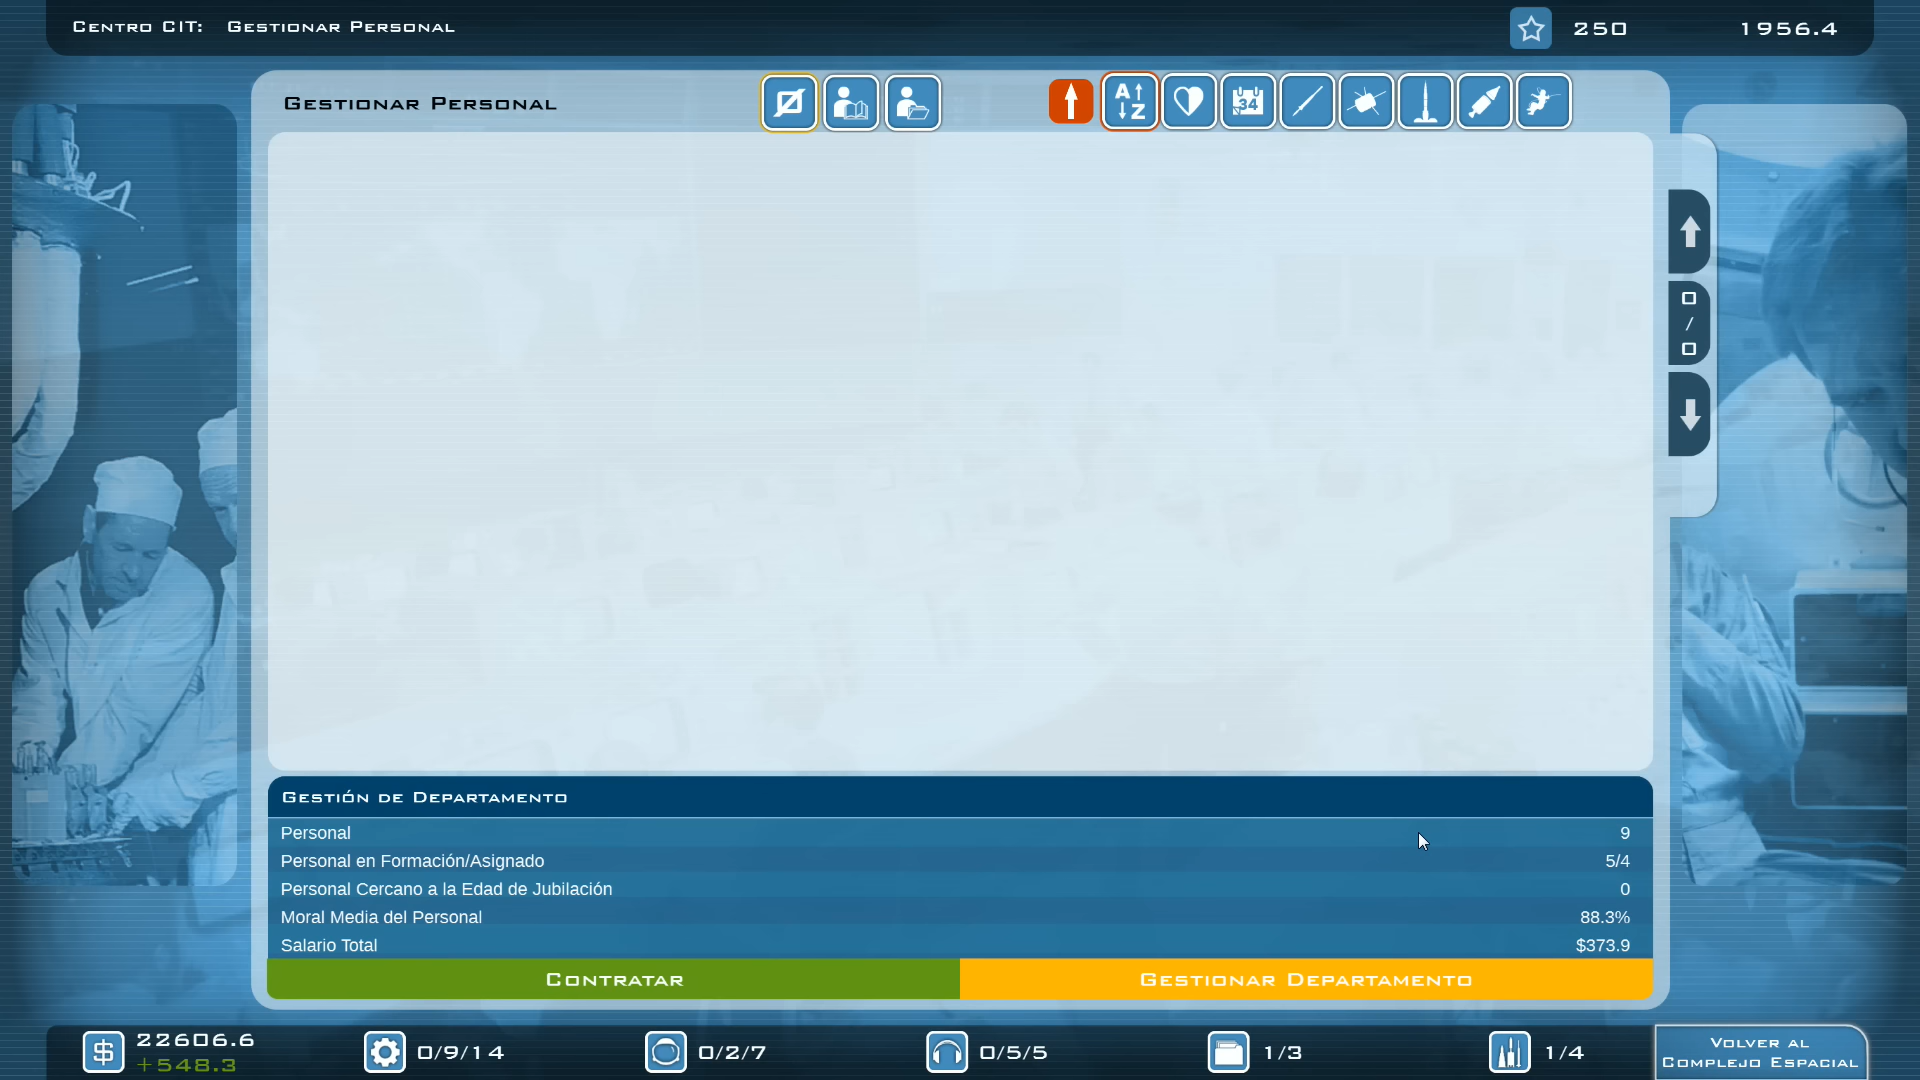 Centro CIT: Gestionar Personal
250
1956.4
Gestionar Personal
A
Z
34
0
/
0
Gestión de Departamento
Personal 9
Personal en Formación/Asignado 5/4
Personal Cercano a la Edad de Jubilación 0
Moral Media del Personal 88.3%
Salario Total $373.9
Contratar
Gestionar Departamento
22606.6
+548.3
0/9/14
0/2/7
0/5/5
1/3
1/4
Volver al
Complejo Espacial